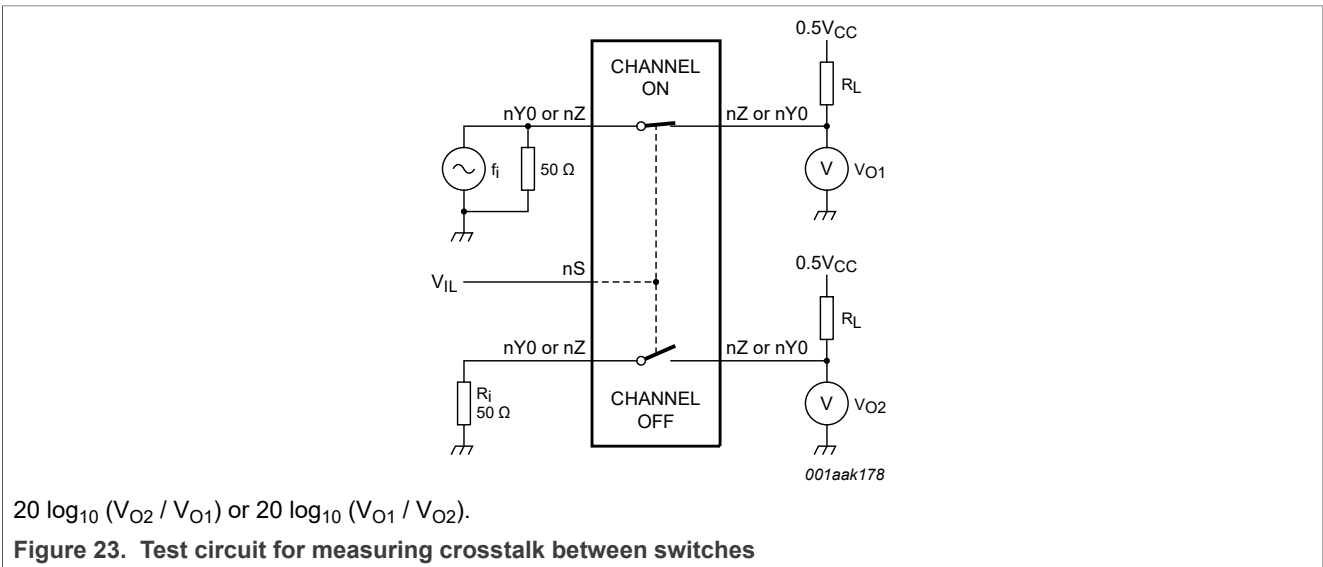 0.5VCC
CHANNEL
ON
RL
nY0 or nZ
nZ or nY0
fi
50 Ω
V
VO1
0.5VCC
nS
VIL
RL
nY0 or nZ
nZ or nY0
Ri
50 Ω
CHANNEL
OFF
V
VO2
001aak178
20 log10 (VO2 / VO1) or 20 log10 (VO1 / VO2).
Figure 23. Test circuit for measuring crosstalk between switches